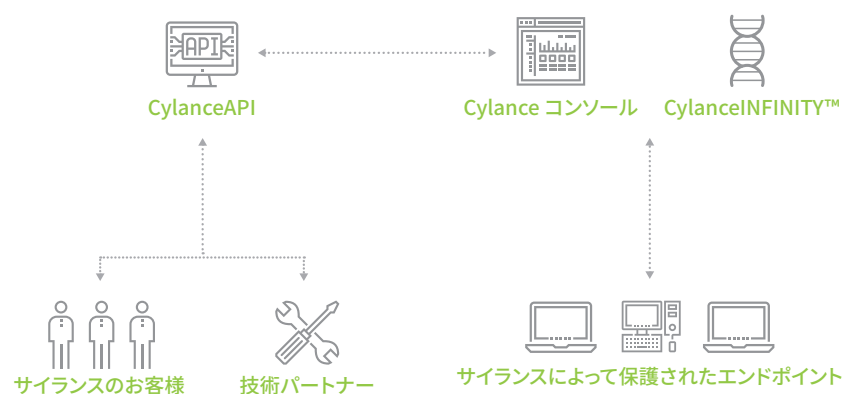 API
CylanceAPI
Cylance コンソール
CylanceINFINITY™
サイランスのお客様
技術パートナー
サイランスによって保護されたエンドポイント